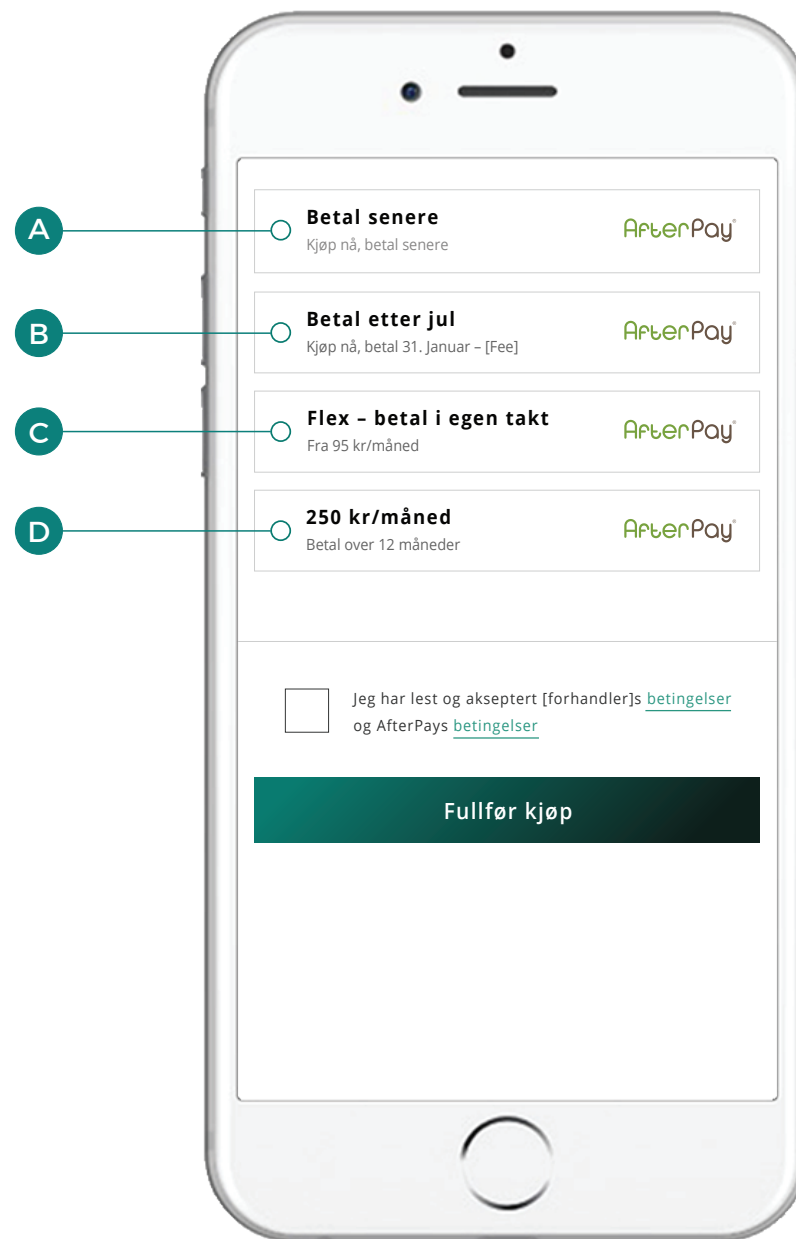 A
Betal senere
Kjøp nå, betal senere
AfterPay®
B
Betal etter jul
Kjøp nå, betal 31. Januar – [Fee]
AfterPay®
C
Flex – betal i egen takt
Fra 95 kr/måned
AfterPay®
D
250 kr/måned
Betal over 12 måneder
AfterPay®
Jeg har lest og akseptert [forhandler]s betingelser
og AfterPays betingelser
Fullfør kjøp